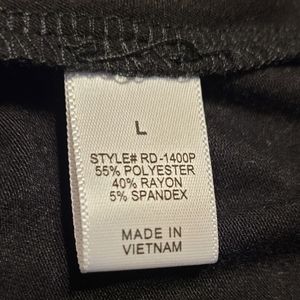 L
STYLE# RD-1400P
55% POLYESTER
40% RAYON
5% SPANDEX
MADE IN
VIETNAM